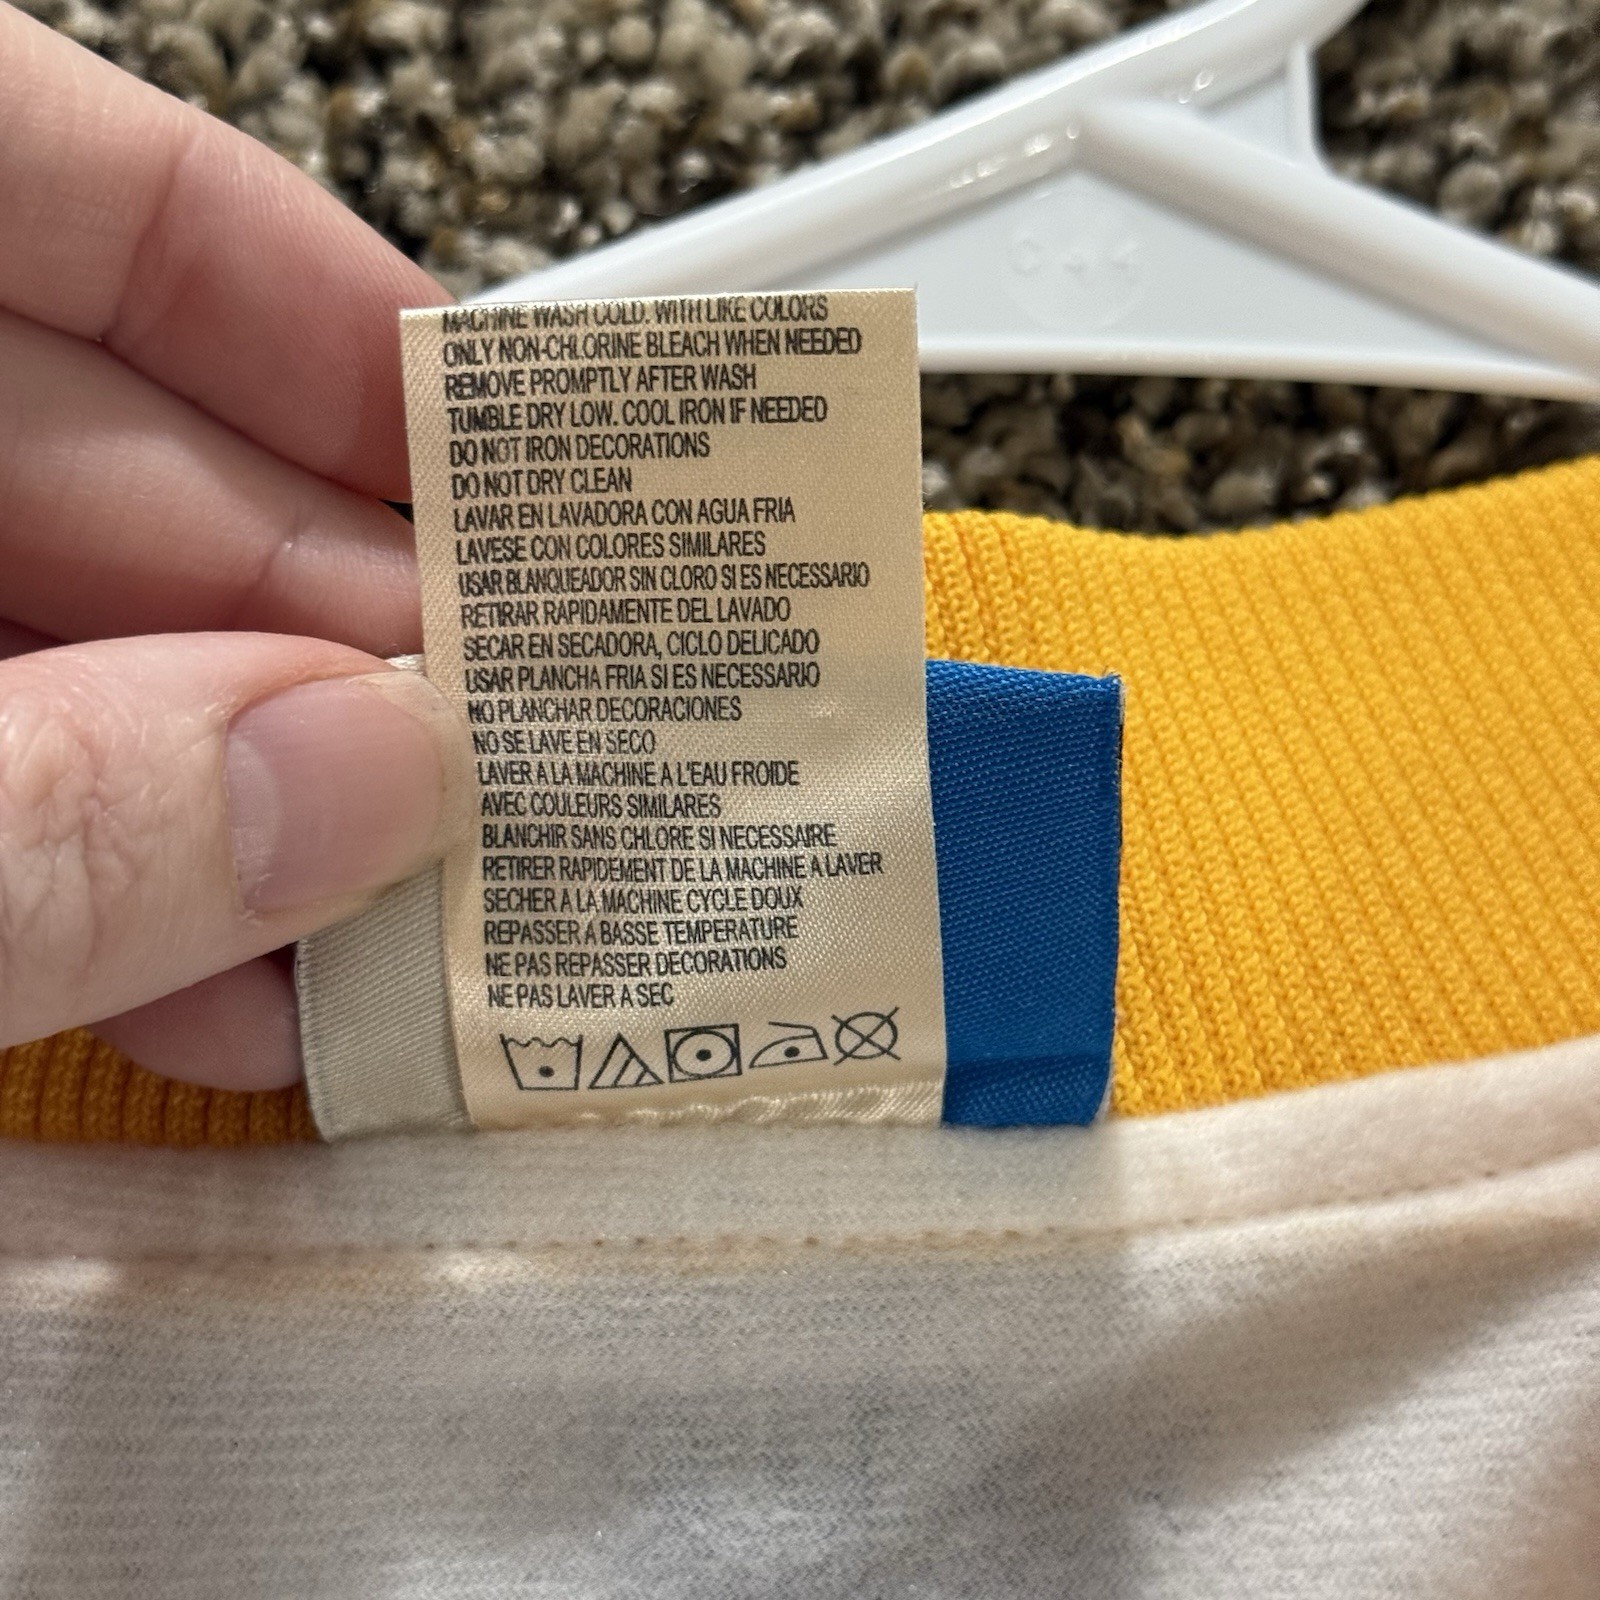 MACHINE WASH COLD. WITH LIKE COLORS
ONLY NON-CHLORINE BLEACH WHEN NEEDED
REMOVE PROMPTLY AFTER WASH
TUMBLE DRY LOW. COOL IRON IF NEEDED
DO NOT IRON DECORATIONS
DO NOT DRY CLEAN
LAVAR EN LAVADORA CON AGUA FRIA
LAVESE CON COLORES SIMILARES
USAR BLANQUEADOR SIN CLORO SI ES NECESSARIO
RETIRAR RAPIDAMENTE DEL LAVADO
SECAR EN SECADORA, CICLO DELICADO
USAR PLANCHA FRIA SI ES NECESSARIO
NO PLANCHAR DECORACIONES
NO SE LAVE EN SECO
LAVER A LA MACHINE A L'EAU FROIDE
AVEC COULEURS SIMILARES
BLANCHIR SANS CHLORE SI NECESSAIRE
RETIRER RAPIDEMENT DE LA MACHINE A LAVER
SECHER A LA MACHINE CYCLE DOUX
REPASSER A BASSE TEMPERATURE
NE PAS REPASSER DECORATIONS
NE PAS LAVER A SEC